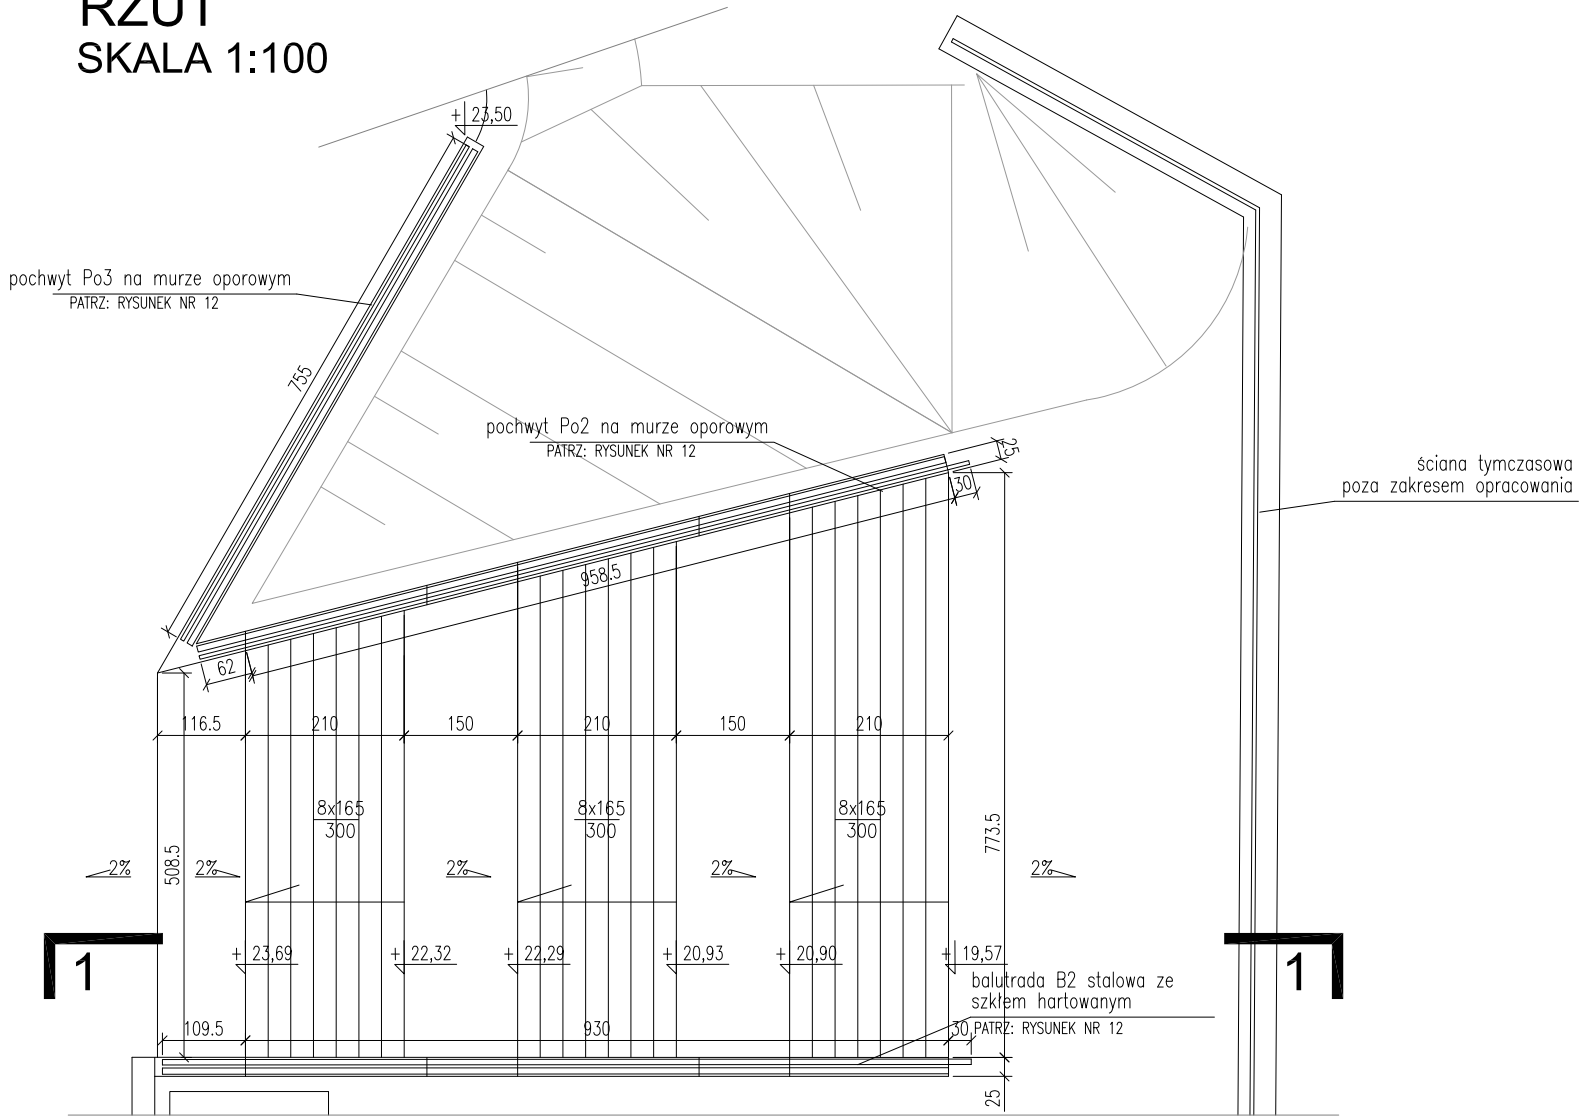 RZUT
SKALA 1:100
+ 23,50
pochwyt Po3 na murze oporowym
PATRZ: RYSUNEK NR 12
755
pochwyt Po2 na murze oporowym
PATRZ: RYSUNEK NR 12
25
30
ściana tymczasowa
poza zakresem opracowania
958.5
62
116.5
210
150
210
150
210
8x165
300
8x165
300
8x165
300
773.5
508.5
2%
2%
2%
2%
2%
1
+ 23,69
+ 22,32
+ 22,29
+ 20,93
+ 20,90
+ 19,57
1
balutrada B2 stalowa ze
szkłem hartowanym
PATRZ: RYSUNEK NR 12
109.5
930
30
25